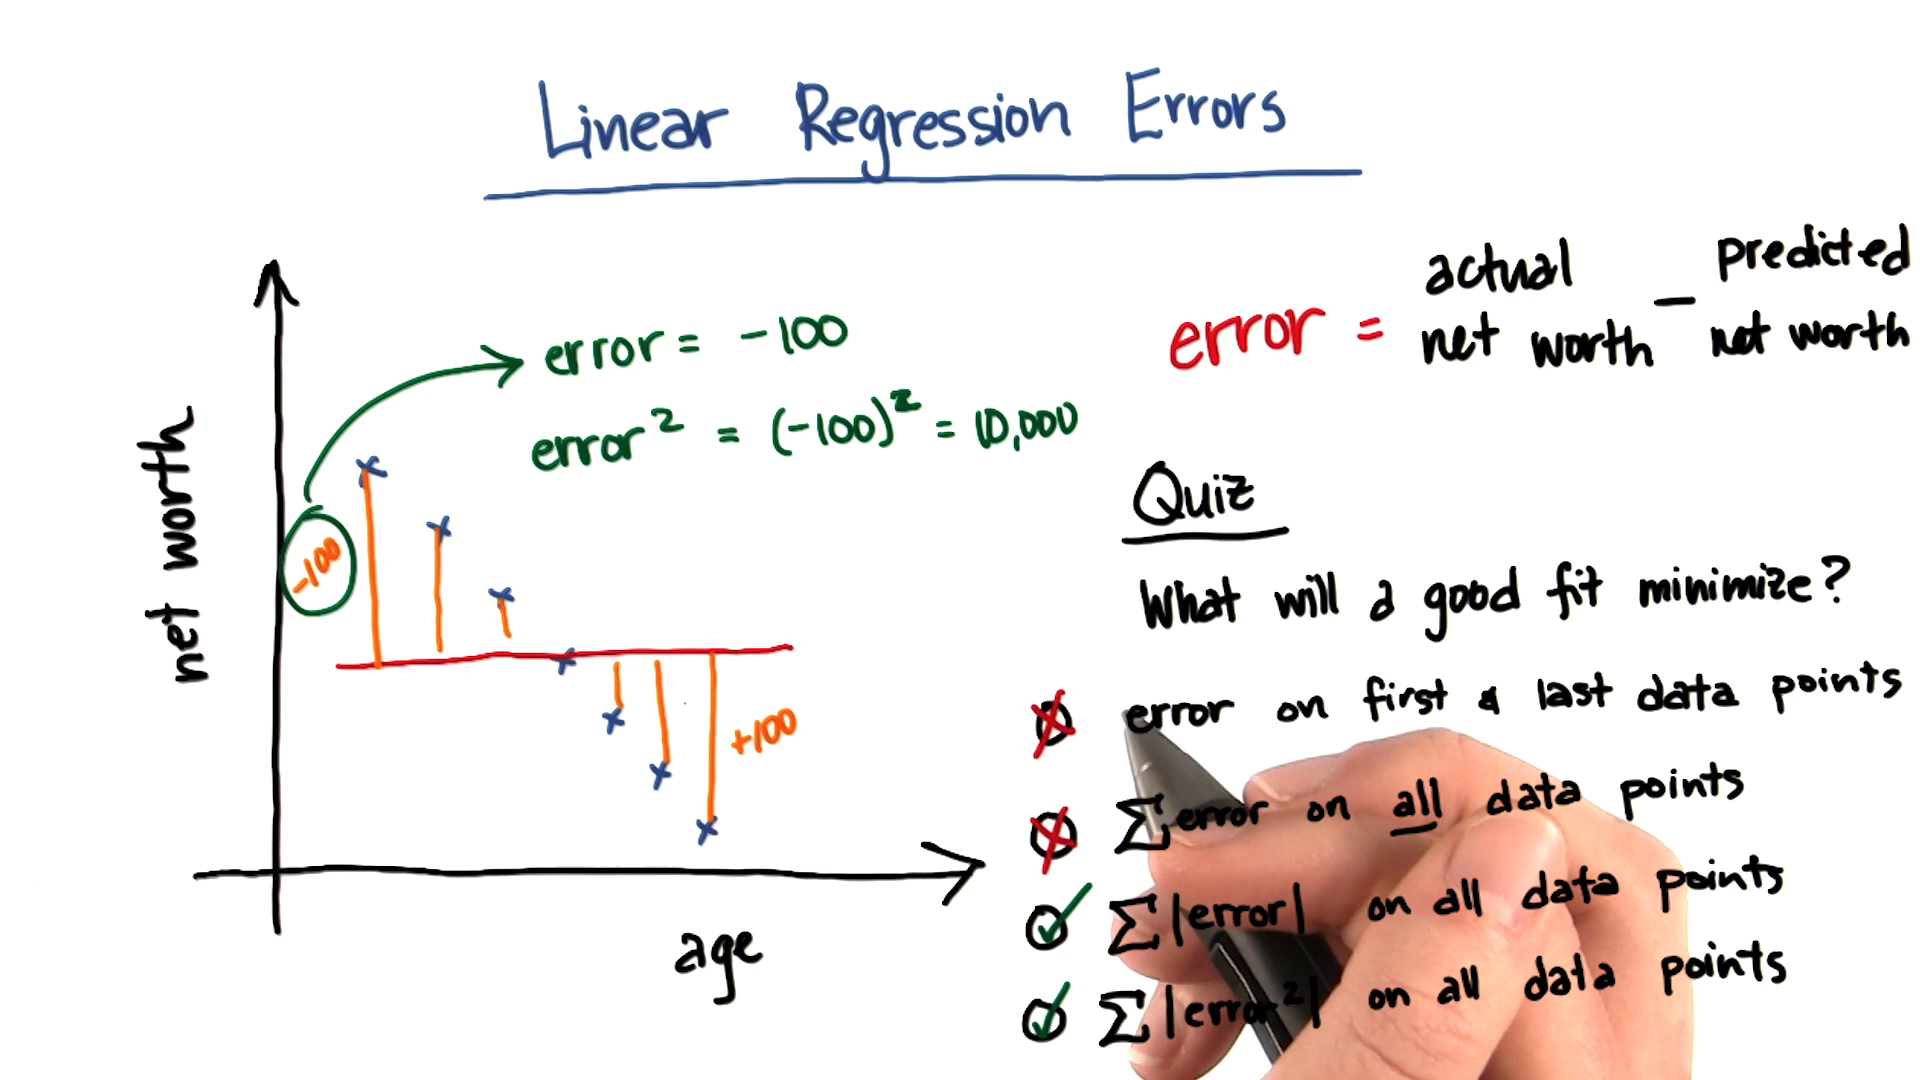 Linear Regression Errors
error = actual net worth − predicted net worth
error = -100
error² = (-100)² = 10,000
net worth
-100
+100
age
Quiz
What will a good fit minimize?
error on first & last data points
∑ error on all data points
∑ |error| on all data points
∑ |error²| on all data points